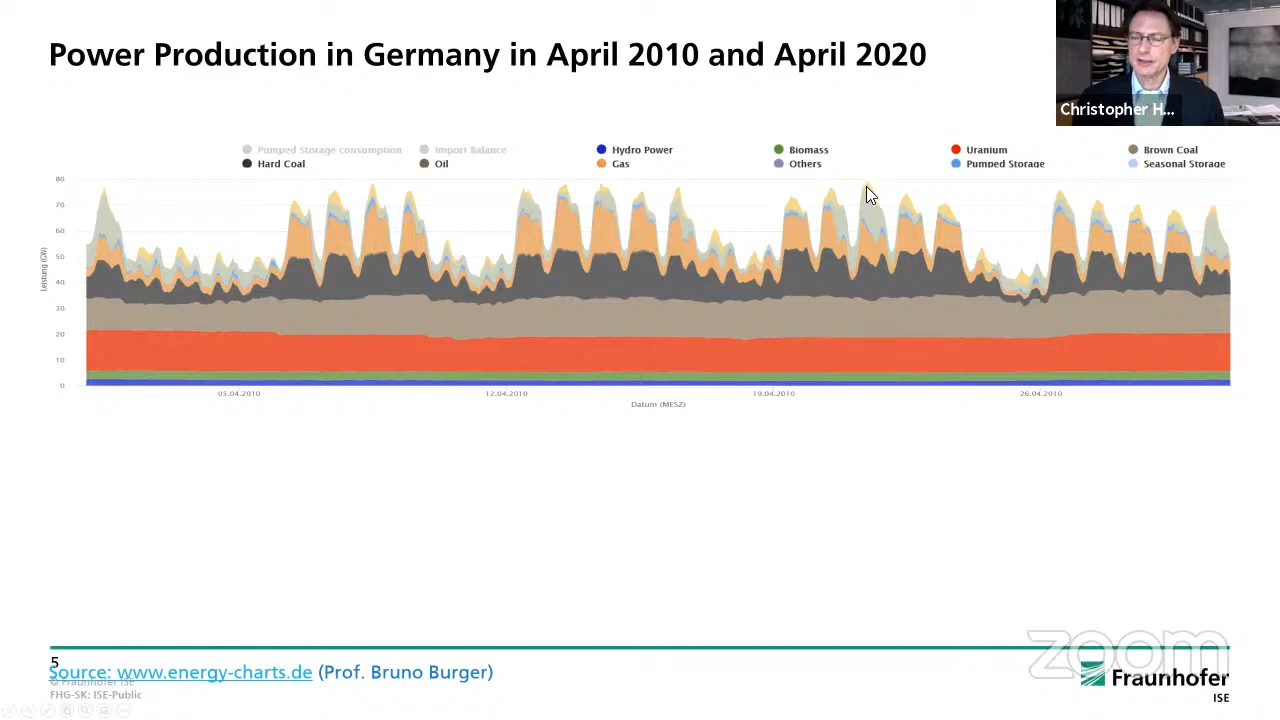 Power Production in Germany in April 2010 and April 2020
Christopher H...
Pumped Storage consumption Import Balance Hydro Power Biomass Uranium Brown Coal
Hard Coal Oil Gas Others Pumped Storage Seasonal Storage
80
70
60
50
40
30
20
10
0
Leistung (GW)
05.04.2010 12.04.2010 19.04.2010 26.04.2010
Datum (MESZ)
5
Source: www.energy-charts.de (Prof. Bruno Burger)
© Fraunhofer ISE
FHG-SK: ISE-Public
zoom
Fraunhofer
ISE